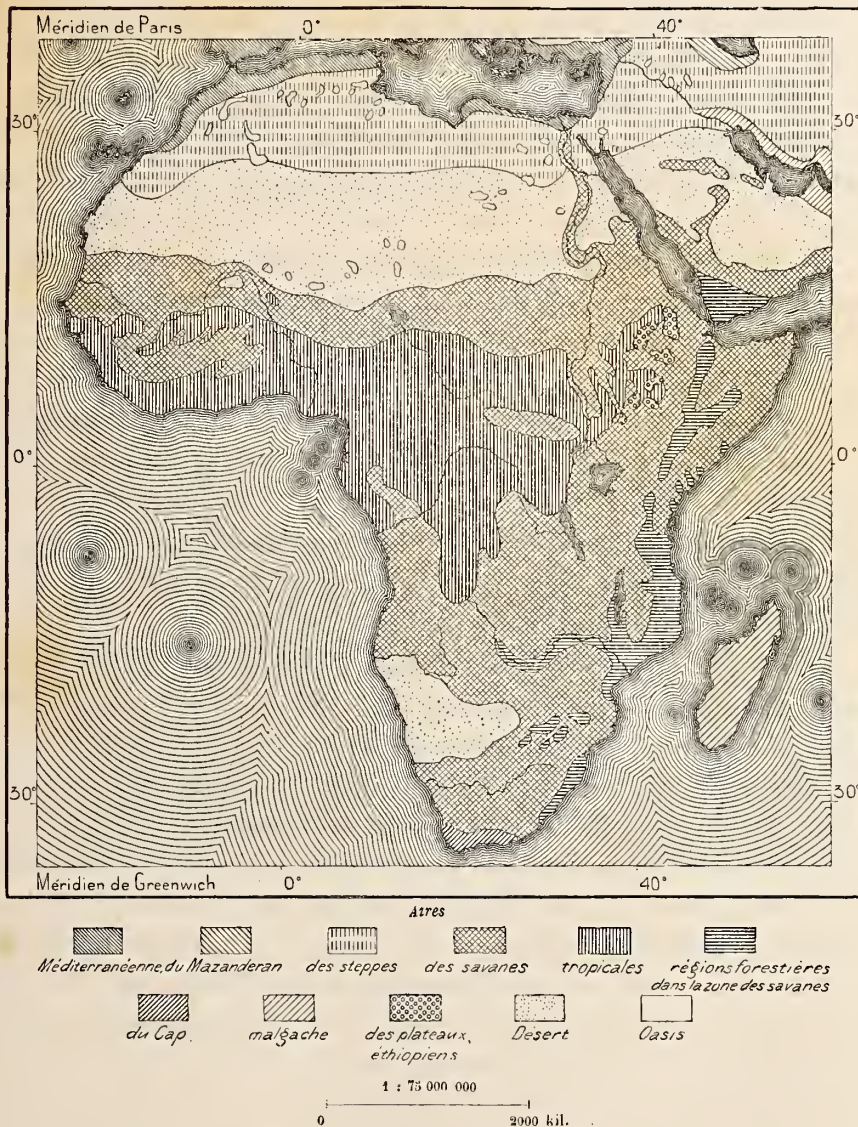 Méridien de Paris 0° 40°
30° 30°
0° 0°
30° 30°
Méridien de Greenwich 0° 40°
Aires
Méditerranéenne, du Mazanderan des steppes des savanes tropicales régions forestières
dans la zone des savanes
du Cap. malgache des plateaux, Désert Oasis
éthiopiens
1 : 75 000 000
0 2000 kil.